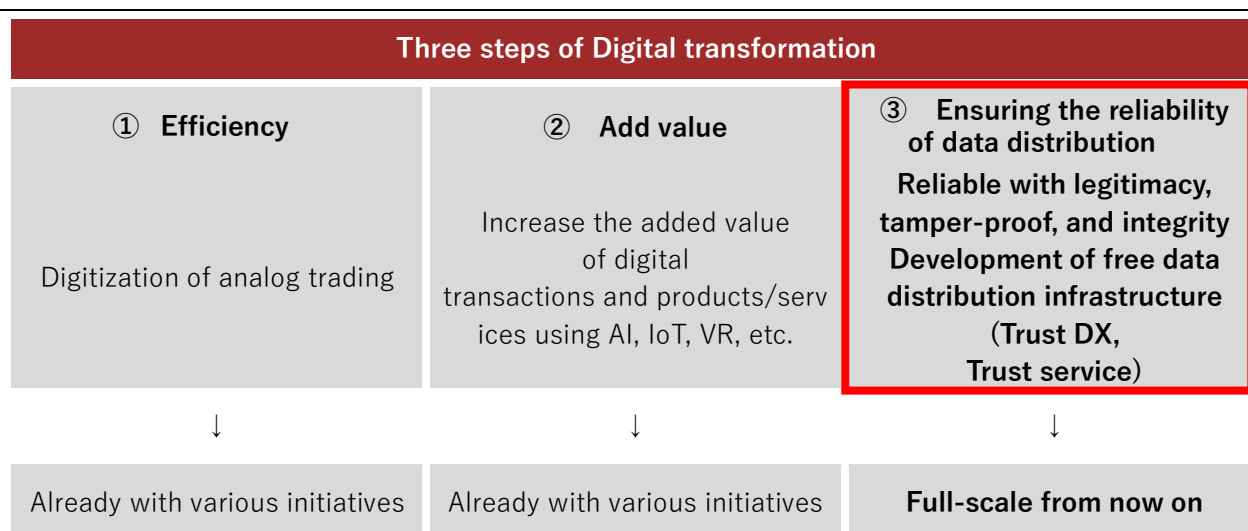 Three steps of Digital transformation
① Efficiency
Digitization of analog trading
② Add value
Increase the added value
of digital
transactions and products/serv
ices using AI, IoT, VR, etc.
③ Ensuring the reliability
of data distribution
Reliable with legitimacy,
tamper-proof, and integrity
Development of free data
distribution infrastructure
(Trust DX,
Trust service)
↓
↓
↓
Already with various initiatives
Already with various initiatives
Full-scale from now on